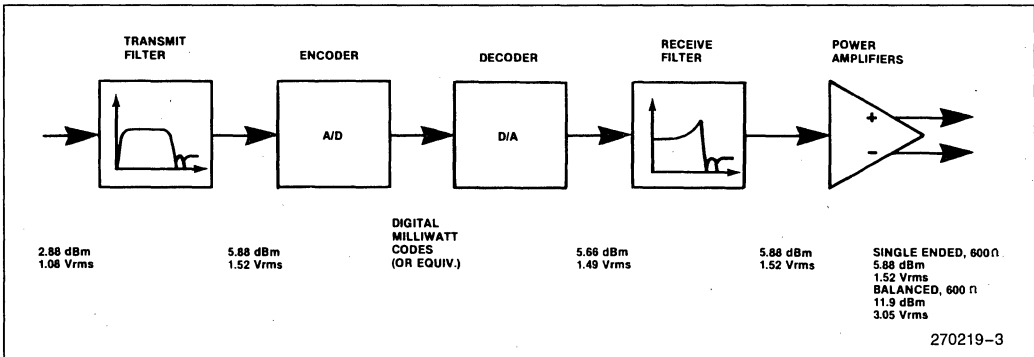 TRANSMIT
FILTER
ENCODER
DECODER
RECEIVE
FILTER
POWER
AMPLIFIERS
A/D
D/A
+
−
2.88 dBm
1.08 Vrms
5.88 dBm
1.52 Vrms
DIGITAL
MILLIWATT
CODES
(OR EQUIV.)
5.66 dBm
1.49 Vrms
5.88 dBm
1.52 Vrms
SINGLE ENDED, 600Ω
5.88 dBm
1.52 Vrms
BALANCED, 600 Ω
11.9 dBm
3.05 Vrms
270219–3